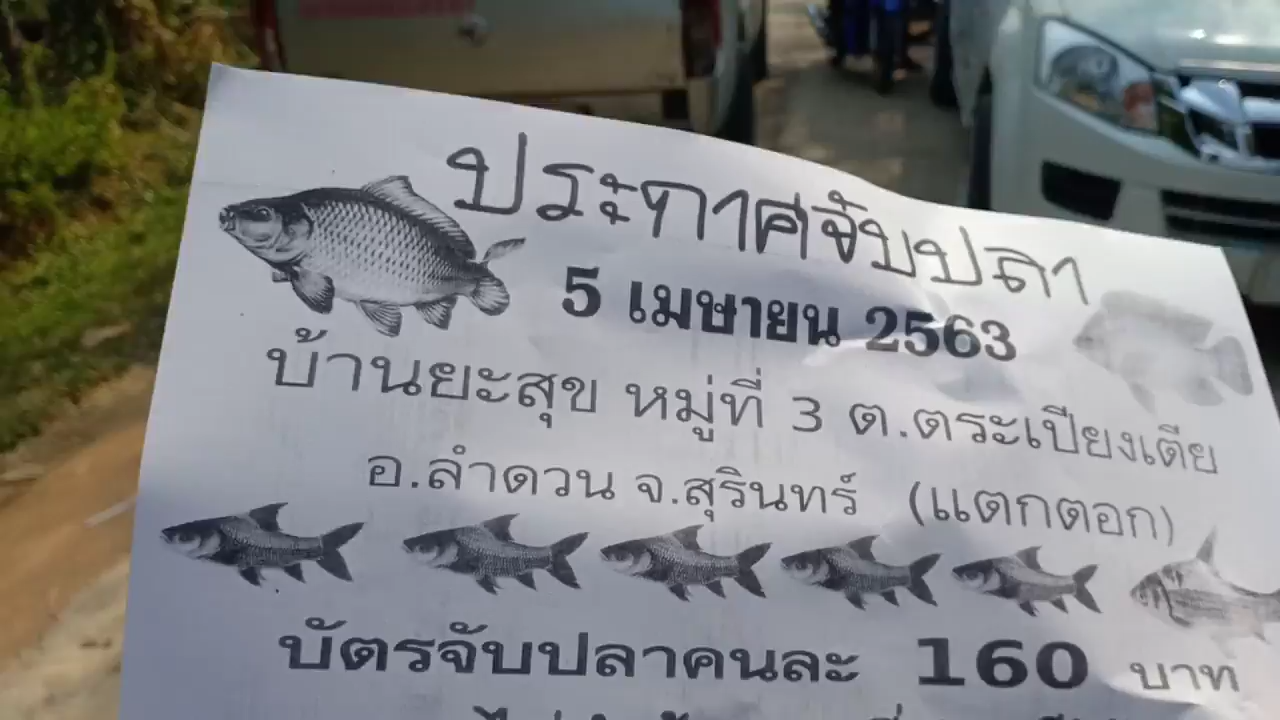 ประกาศจับปลา
5 เมษายน 2563
บ้านยะสุข หมู่ที่ 3 ต.ตระเปียงเตีย
อ.ลำดวน จ.สุรินทร์ (แตกตอก)
บัตรจับปลาคนละ 160 บาท